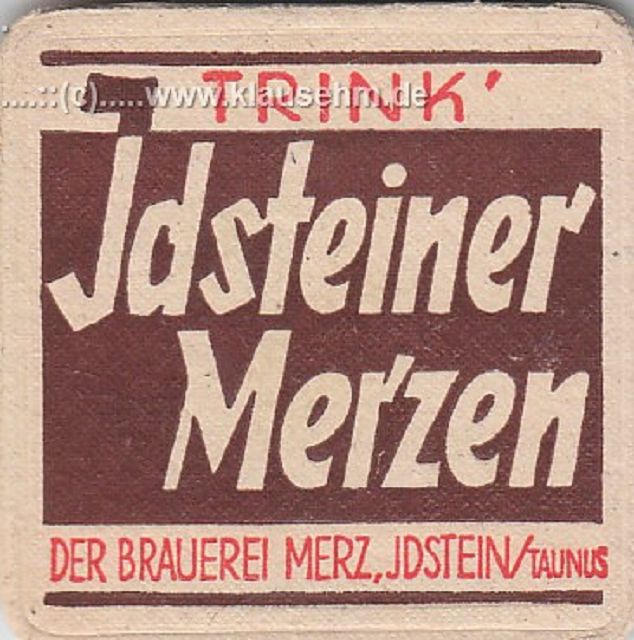 TRINK'
....::(c).....www.klausehm.de
Jdsteiner
Merzen
DER BRAUEREI MERZ, JDSTEIN/TAUNUS